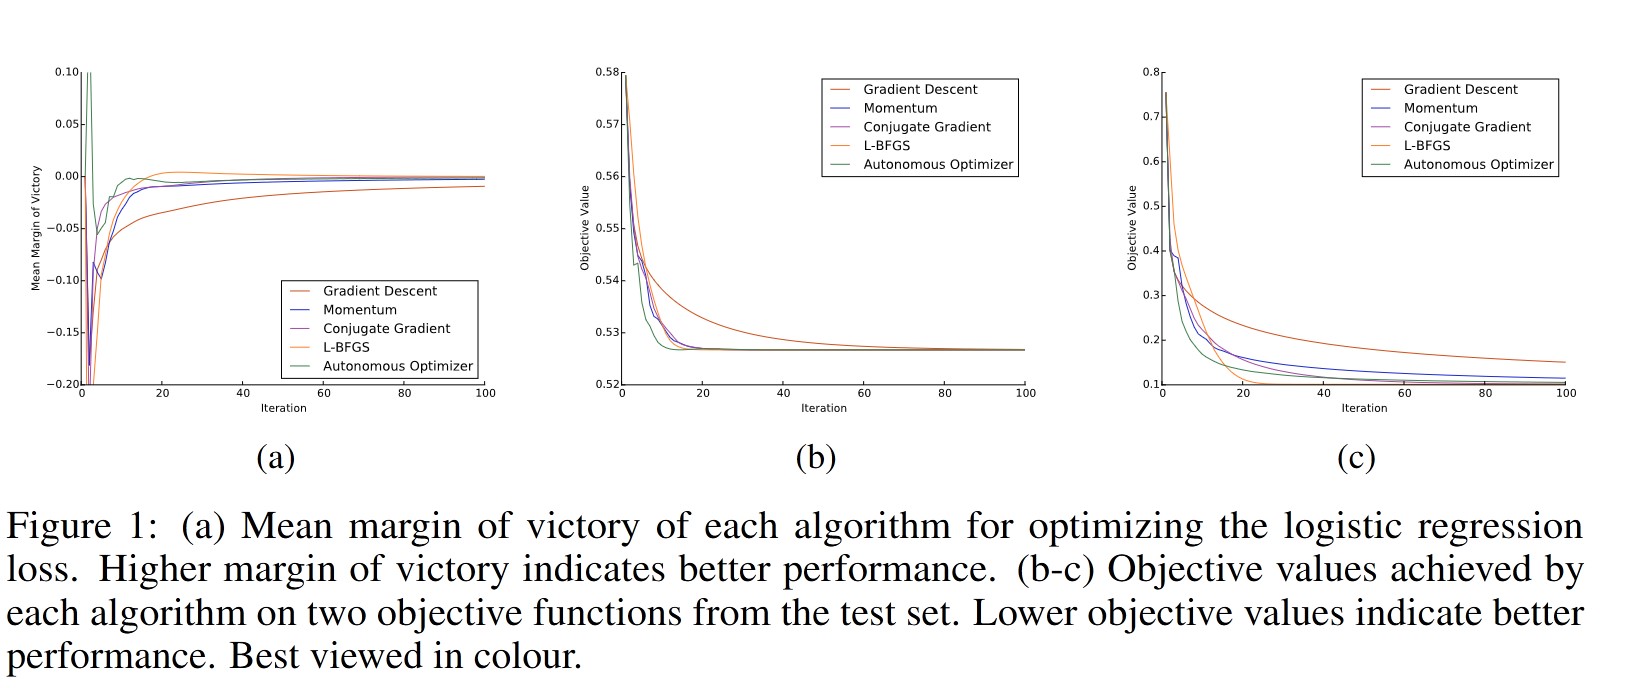 0.10
0.05
0.00
−0.05
−0.10
−0.15
−0.20
Mean Margin of Victory
0 20 40 60 80 100
Iteration
Gradient Descent
Momentum
Conjugate Gradient
L-BFGS
Autonomous Optimizer
(a)
0.58
0.57
0.56
0.55
0.54
0.53
0.52
Objective Value
0 20 40 60 80 100
Iteration
Gradient Descent
Momentum
Conjugate Gradient
L-BFGS
Autonomous Optimizer
(b)
0.8
0.7
0.6
0.5
0.4
0.3
0.2
0.1
Objective Value
0 20 40 60 80 100
Iteration
Gradient Descent
Momentum
Conjugate Gradient
L-BFGS
Autonomous Optimizer
(c)
Figure 1: (a) Mean margin of victory of each algorithm for optimizing the logistic regression
loss. Higher margin of victory indicates better performance. (b-c) Objective values achieved by
each algorithm on two objective functions from the test set. Lower objective values indicate better
performance. Best viewed in colour.